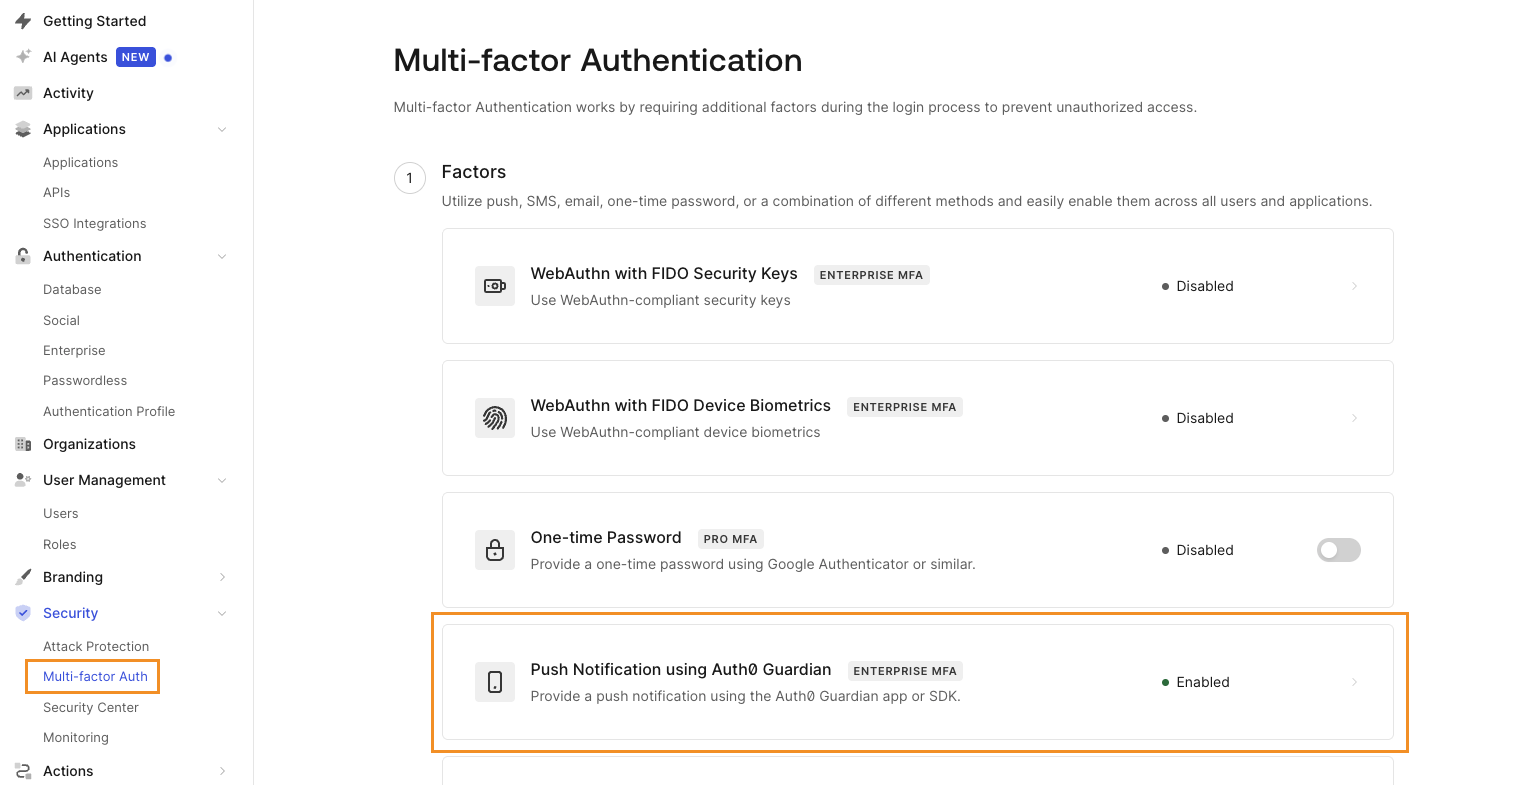 Getting Started
AI Agents NEW
Activity
Applications
Applications
APIs
SSO Integrations
Authentication
Database
Social
Enterprise
Passwordless
Authentication Profile
Organizations
User Management
Users
Roles
Branding
Security
Attack Protection
Multi-factor Auth
Security Center
Monitoring
Actions
Multi-factor Authentication
Multi-factor Authentication works by requiring additional factors during the login process to prevent unauthorized access.
1 Factors
Utilize push, SMS, email, one-time password, or a combination of different methods and easily enable them across all users and applications.
WebAuthn with FIDO Security Keys ENTERPRISE MFA
Use WebAuthn-compliant security keys
Disabled
WebAuthn with FIDO Device Biometrics ENTERPRISE MFA
Use WebAuthn-compliant device biometrics
Disabled
One-time Password PRO MFA
Provide a one-time password using Google Authenticator or similar.
Disabled
Push Notification using Auth0 Guardian ENTERPRISE MFA
Provide a push notification using the Auth0 Guardian app or SDK.
Enabled